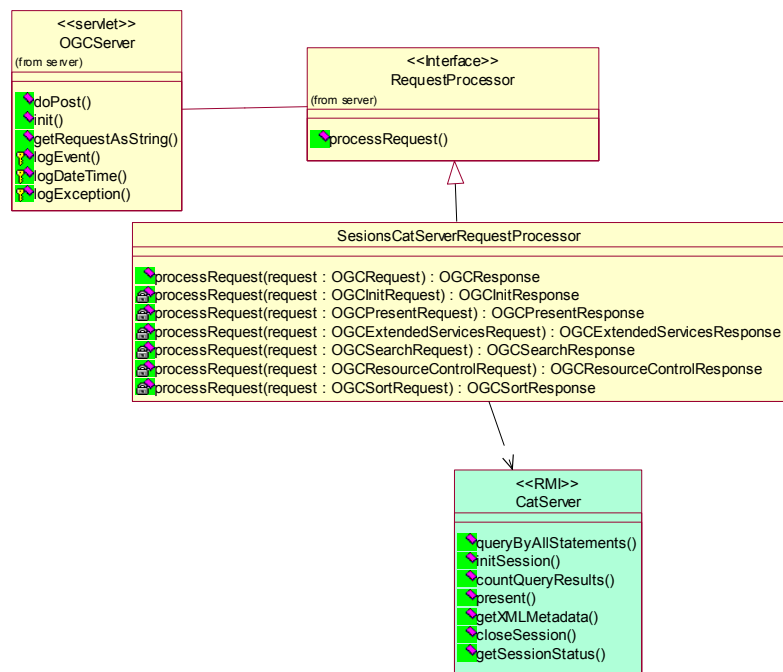 <<servlet>>
OGCServer
(from server)
doPost()
init()
getRequestAsString()
logEvent()
logDateTime()
logException()
<<Interface>>
RequestProcessor
(from server)
processRequest()
SesionsCatServerRequestProcessor
processRequest(request : OGCRequest) : OGCResponse
processRequest(request : OGCInitRequest) : OGCInitResponse
processRequest(request : OGCPresentRequest) : OGCPresentResponse
processRequest(request : OGCExtendedServicesRequest) : OGCExtendedServicesResponse
processRequest(request : OGCSearchRequest) : OGCSearchResponse
processRequest(request : OGCResourceControlRequest) : OGCResourceControlResponse
processRequest(request : OGCSortRequest) : OGCSortResponse
<<RMI>>
CatServer
queryByAllStatements()
initSession()
countQueryResults()
present()
getXMLMetadata()
closeSession()
getSessionStatus()